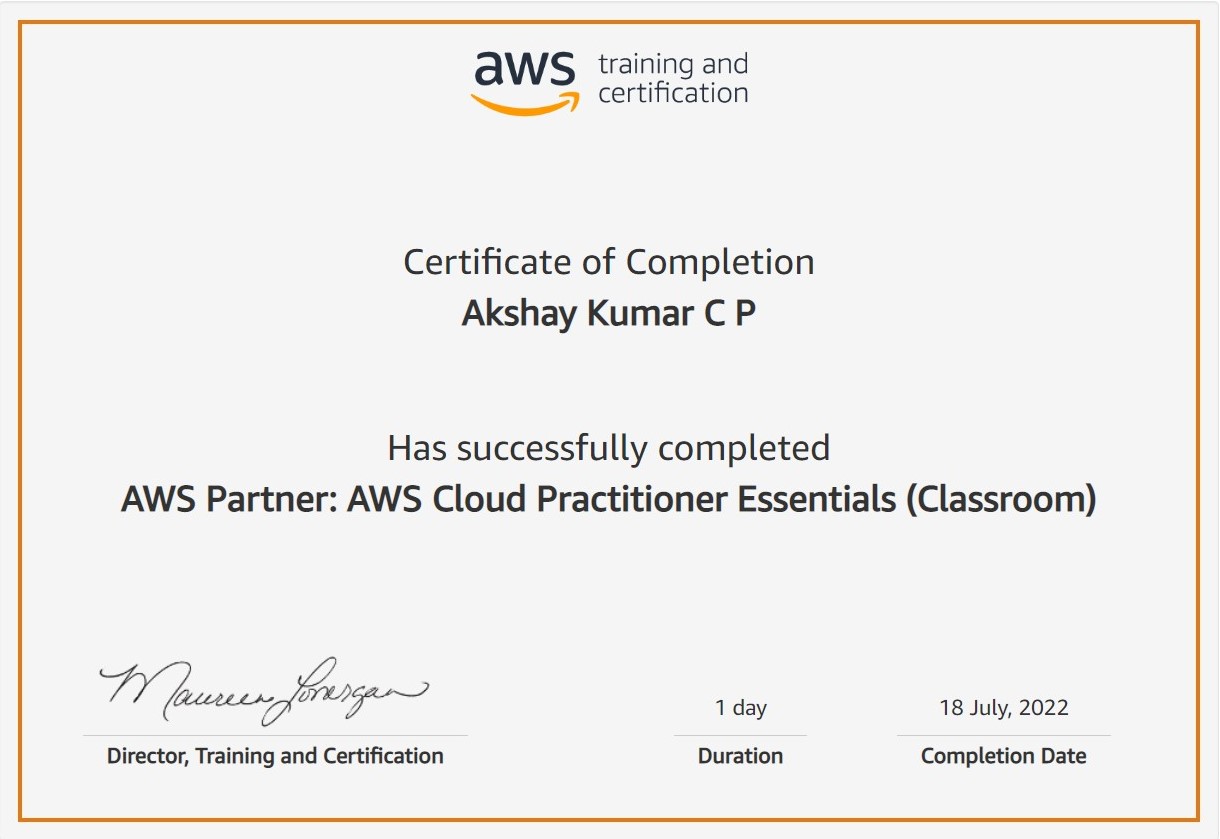 aws training and
certification
Certificate of Completion
Akshay Kumar C P
Has successfully completed
AWS Partner: AWS Cloud Practitioner Essentials (Classroom)
Maureen Lonergan
Director, Training and Certification
1 day
Duration
18 July, 2022
Completion Date